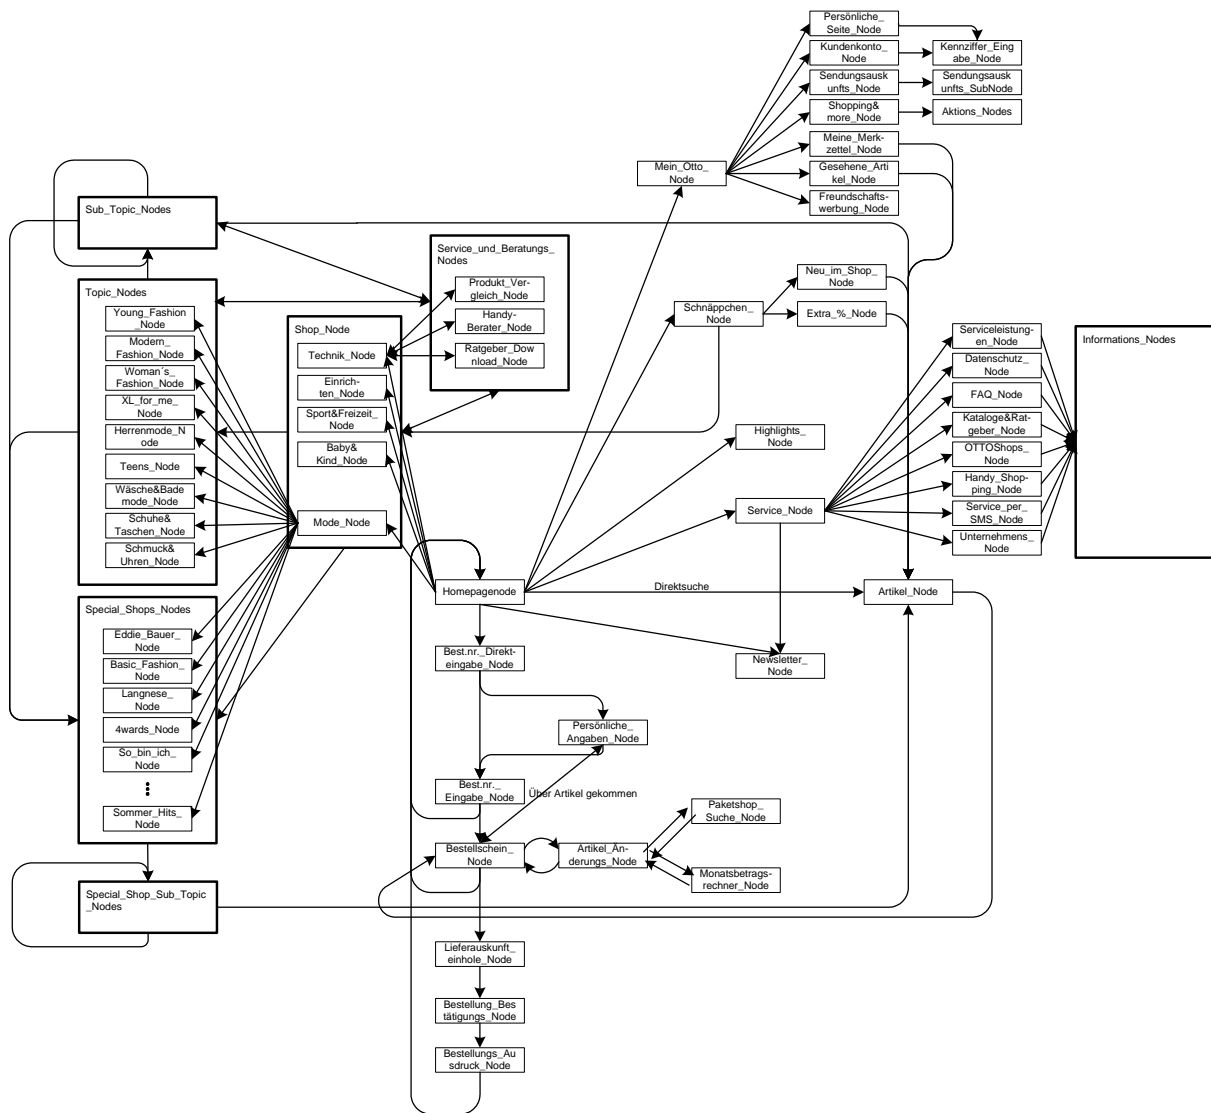 Persönliche_
Seite_Node
Kundenkonto_
Node
Kennziffer_Eing
abe_Node
Sendungsausk
unfts_Node
Sendungsausk
unfts_SubNode
Shopping&
more_Node
Aktions_Nodes
Meine_Merk-
zettel_Node
Mein_Otto_
Node
Gesehene_Arti
kel_Node
Freundschafts-
werbung_Node
Sub_Topic_Nodes
Service_und_Beratungs_
Nodes
Produkt_Ver-
gleich_Node
Handy-
Berater_Node
Ratgeber_Dow
nload_Node
Neu_im_Shop_
Node
Schnäppchen_
Node
Extra_%_Node
Topic_Nodes
Young_Fashion
_Node
Modern_
Fashion_Node
Woman´s_
Fashion_Node
XL_for_me_
Node
Herrenmode_N
ode
Teens_Node
Wäsche&Bade
mode_Node
Schuhe&
Taschen_Node
Schmuck&
Uhren_Node
Shop_Node
Technik_Node
Einrich-
ten_Node
Sport&Freizeit_
Node
Baby&
Kind_Node
Mode_Node
Highlights_
Node
Service_Node
Serviceleistung-
en_Node
Datenschutz_
Node
FAQ_Node
Kataloge&Rat-
geber_Node
OTTOShops_
Node
Handy_Shop-
ping_Node
Service_per_
SMS_Node
Unternehmens_
Node
Informations_Nodes
Homepagenode
Direktsuche
Artikel_Node
Special_Shops_Nodes
Eddie_Bauer_
Node
Basic_Fashion_
Node
Langnese_
Node
4wards_Node
So_bin_ich_
Node
Sommer_Hits_
Node
Best.nr._Direkt-
eingabe_Node
Newsletter_
Node
Persönliche_
Angaben_Node
Best.nr._
Eingabe_Node
Über Artikel gekommen
Paketshop_
Suche_Node
Bestellschein_
Node
Artikel_Än-
derungs_Node
Monatsbetrags-
rechner_Node
Special_Shop_Sub_Topic
_Nodes
Lieferauskunft_
einhole_Node
Bestellung_Bes
tätigungs_Node
Bestellungs_Au
sdruck_Node